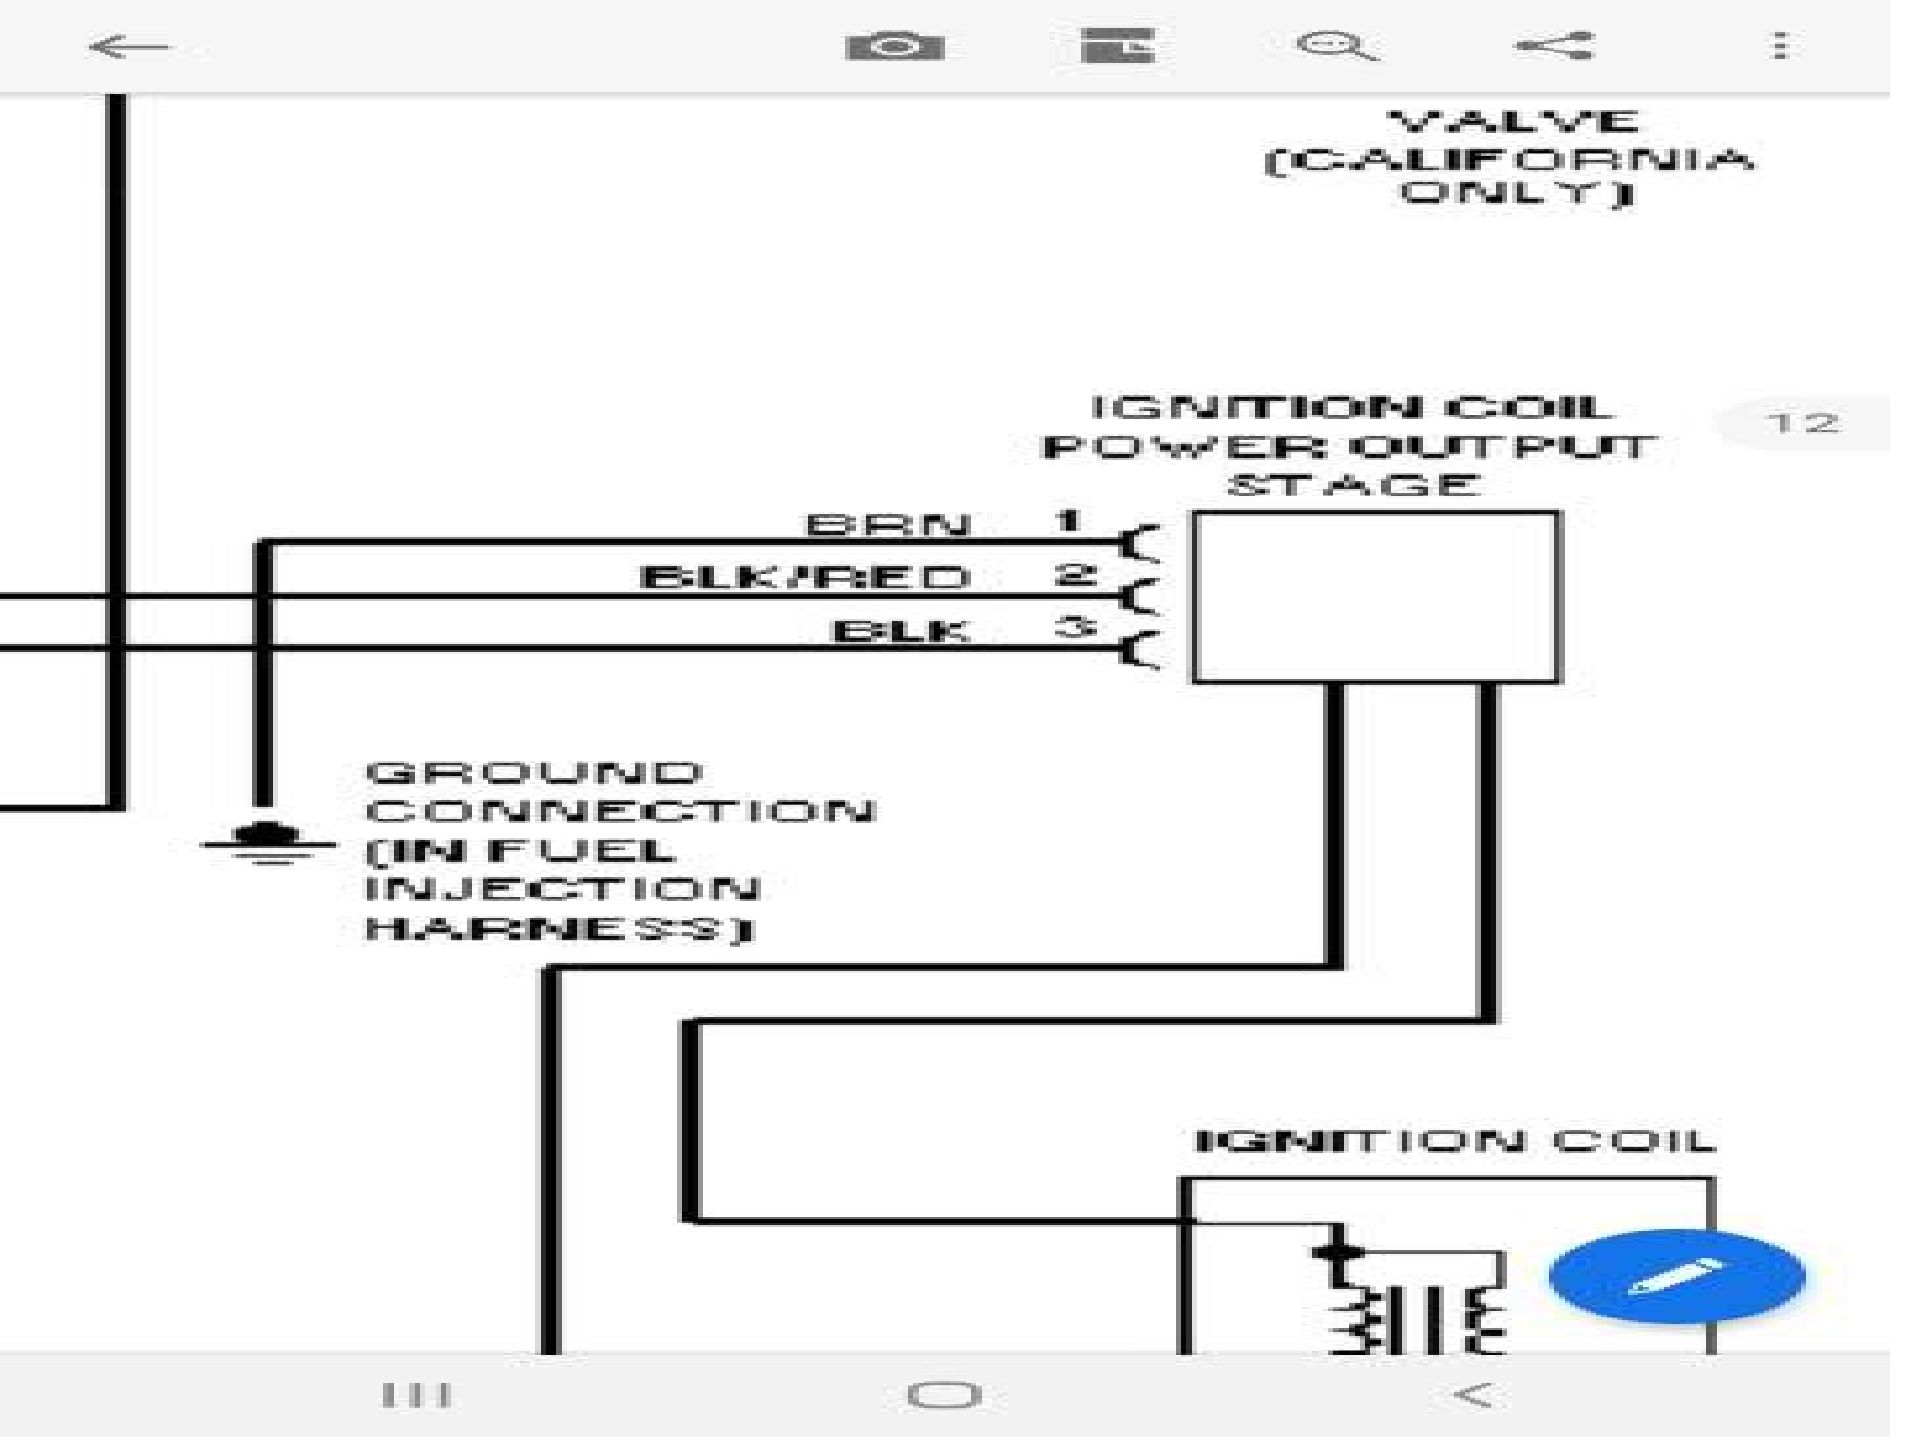 VALVE
(CALIFORNIA
ONLY)
12
IGNITION COIL
POWER OUTPUT
STAGE
BRN 1
BLK/RED 2
BLK 3
GROUND
CONNECTION
(IN FUEL
INJECTION
HARNESS)
IGNITION COIL